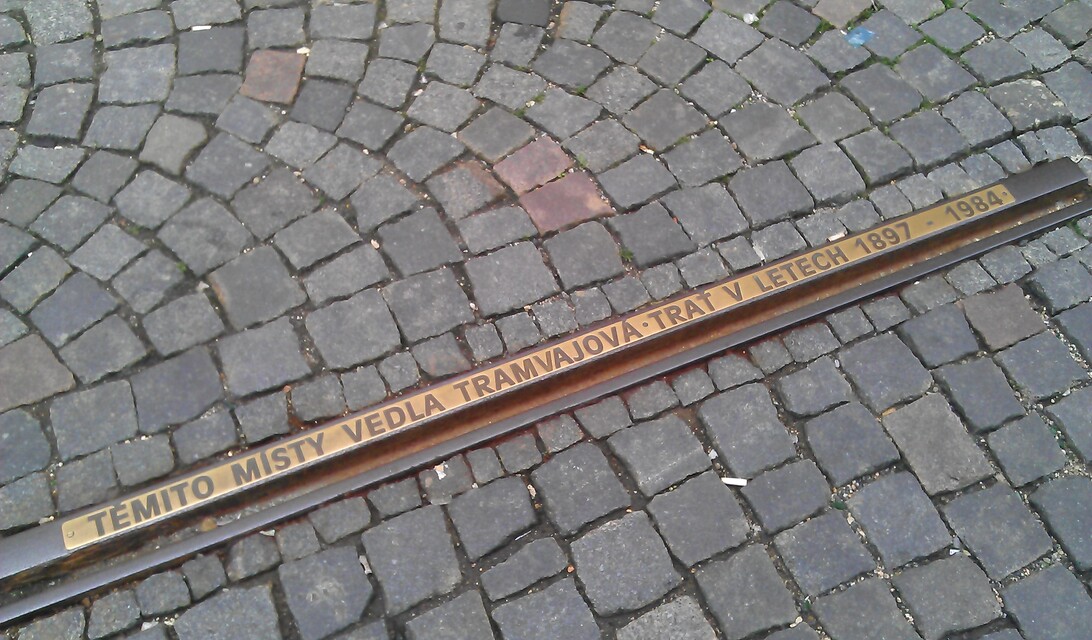 TĚMITO MÍSTY VEDLA TRAMVAJOVÁ·TRAŤ V LETECH 1897 - 1984·